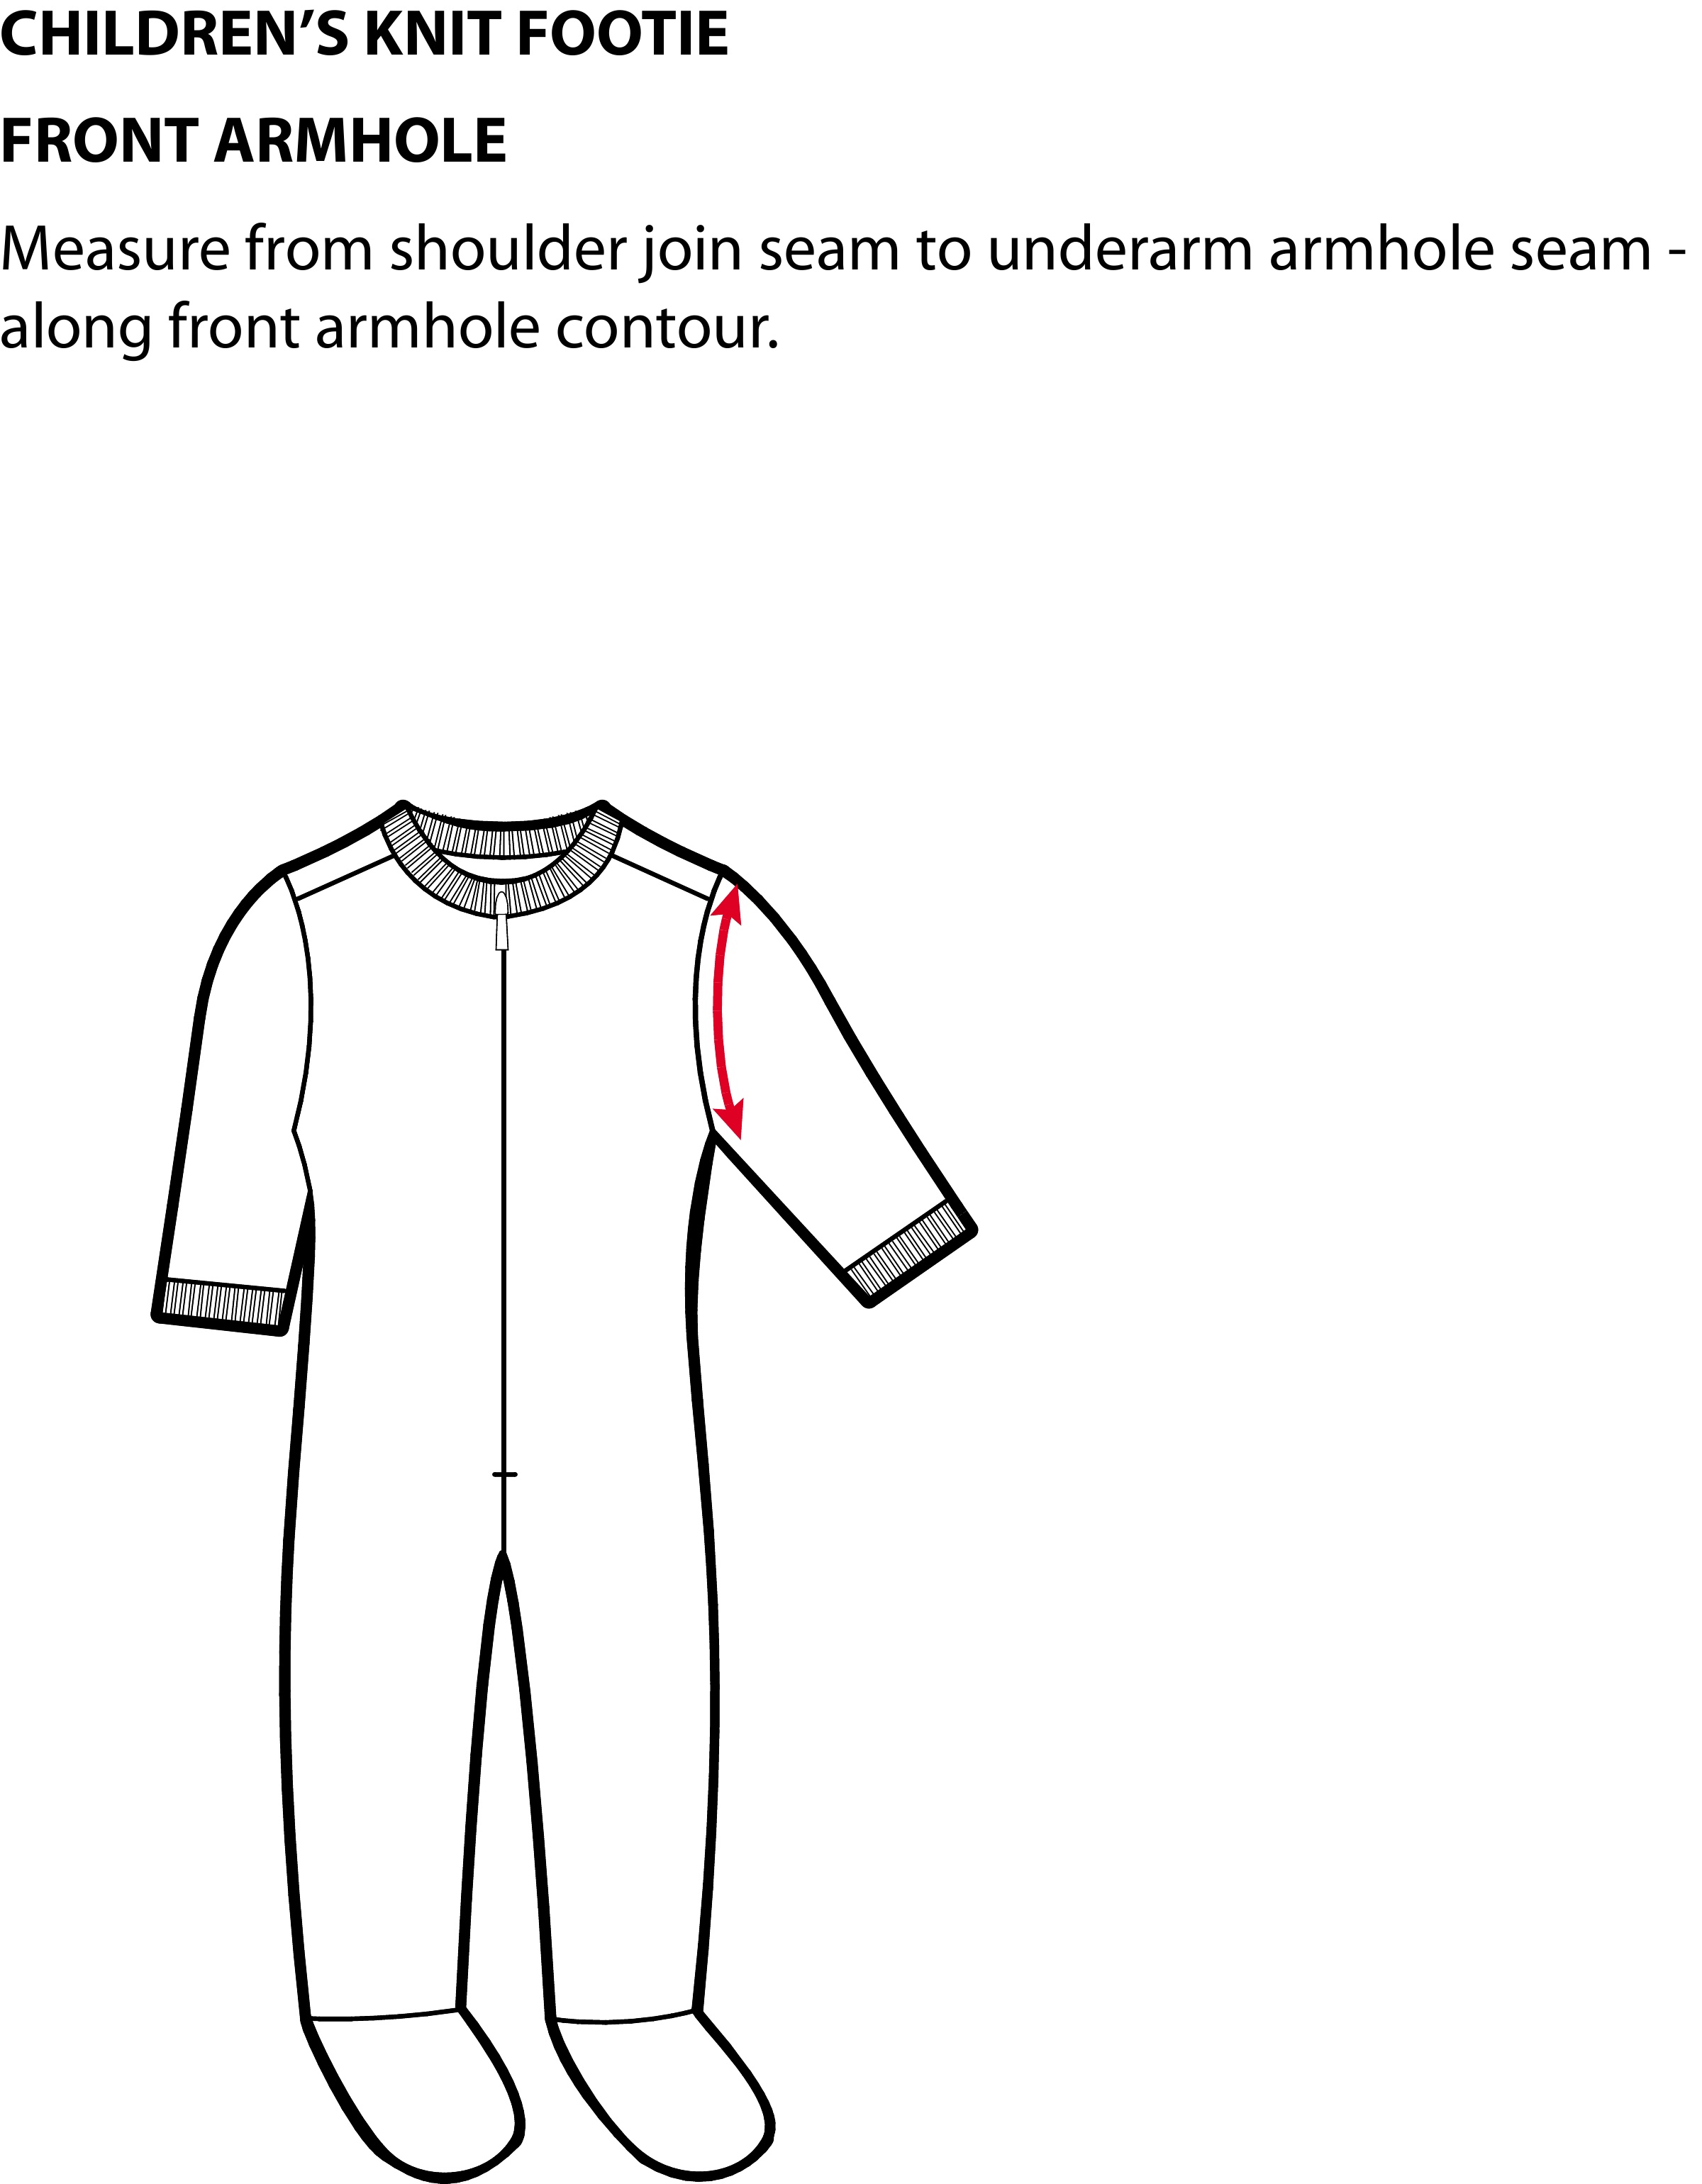 CHILDREN’S KNIT FOOTIE
FRONT ARMHOLE
Measure from shoulder join seam to underarm armhole seam -
along front armhole contour.